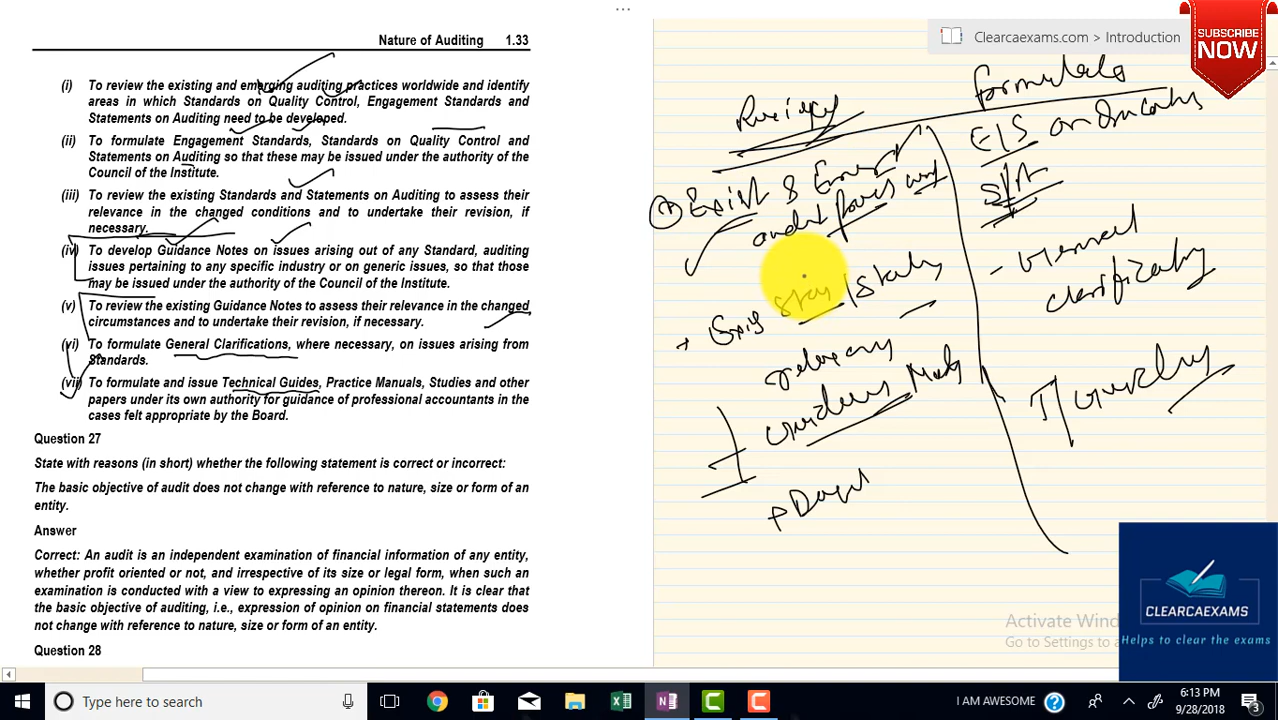 Nature of Auditing 1.33
(i) To review the existing and emerging auditing practices worldwide and identify
areas in which Standards on Quality Control, Engagement Standards and
Statements on Auditing need to be developed.
(ii) To formulate Engagement Standards, Standards on Quality Control and
Statements on Auditing so that these may be issued under the authority of the
Council of the Institute.
(iii) To review the existing Standards and Statements on Auditing to assess their
relevance in the changed conditions and to undertake their revision, if
necessary.
(iv) To develop Guidance Notes on issues arising out of any Standard, auditing
issues pertaining to any specific industry or on generic issues, so that those
may be issued under the authority of the Council of the Institute.
(v) To review the existing Guidance Notes to assess their relevance in the changed
circumstances and to undertake their revision, if necessary.
(vi) To formulate General Clarifications, where necessary, on issues arising from
Standards.
(vii) To formulate and issue Technical Guides, Practice Manuals, Studies and other
papers under its own authority for guidance of professional accountants in the
cases felt appropriate by the Board.
Question 27
State with reasons (in short) whether the following statement is correct or incorrect:
The basic objective of audit does not change with reference to nature, size or form of an
entity.
Answer
Correct: An audit is an independent examination of financial information of any entity,
whether profit oriented or not, and irrespective of its size or legal form, when such an
examination is conducted with a view to expressing an opinion thereon. It is clear that
the basic objective of auditing, i.e., expression of opinion on financial statements does
not change with reference to nature, size or form of an entity.
Question 28
Clearcaexams.com > Introduction
SUBSCRIBE
NOW
Exist &
audit
relevancy
General
Activate Wind
Go to Settings to a
CLEARCAEXAMS
Helps to clear the exams
Type here to search
I AM AWESOME
6:13 PM
9/28/2018
3